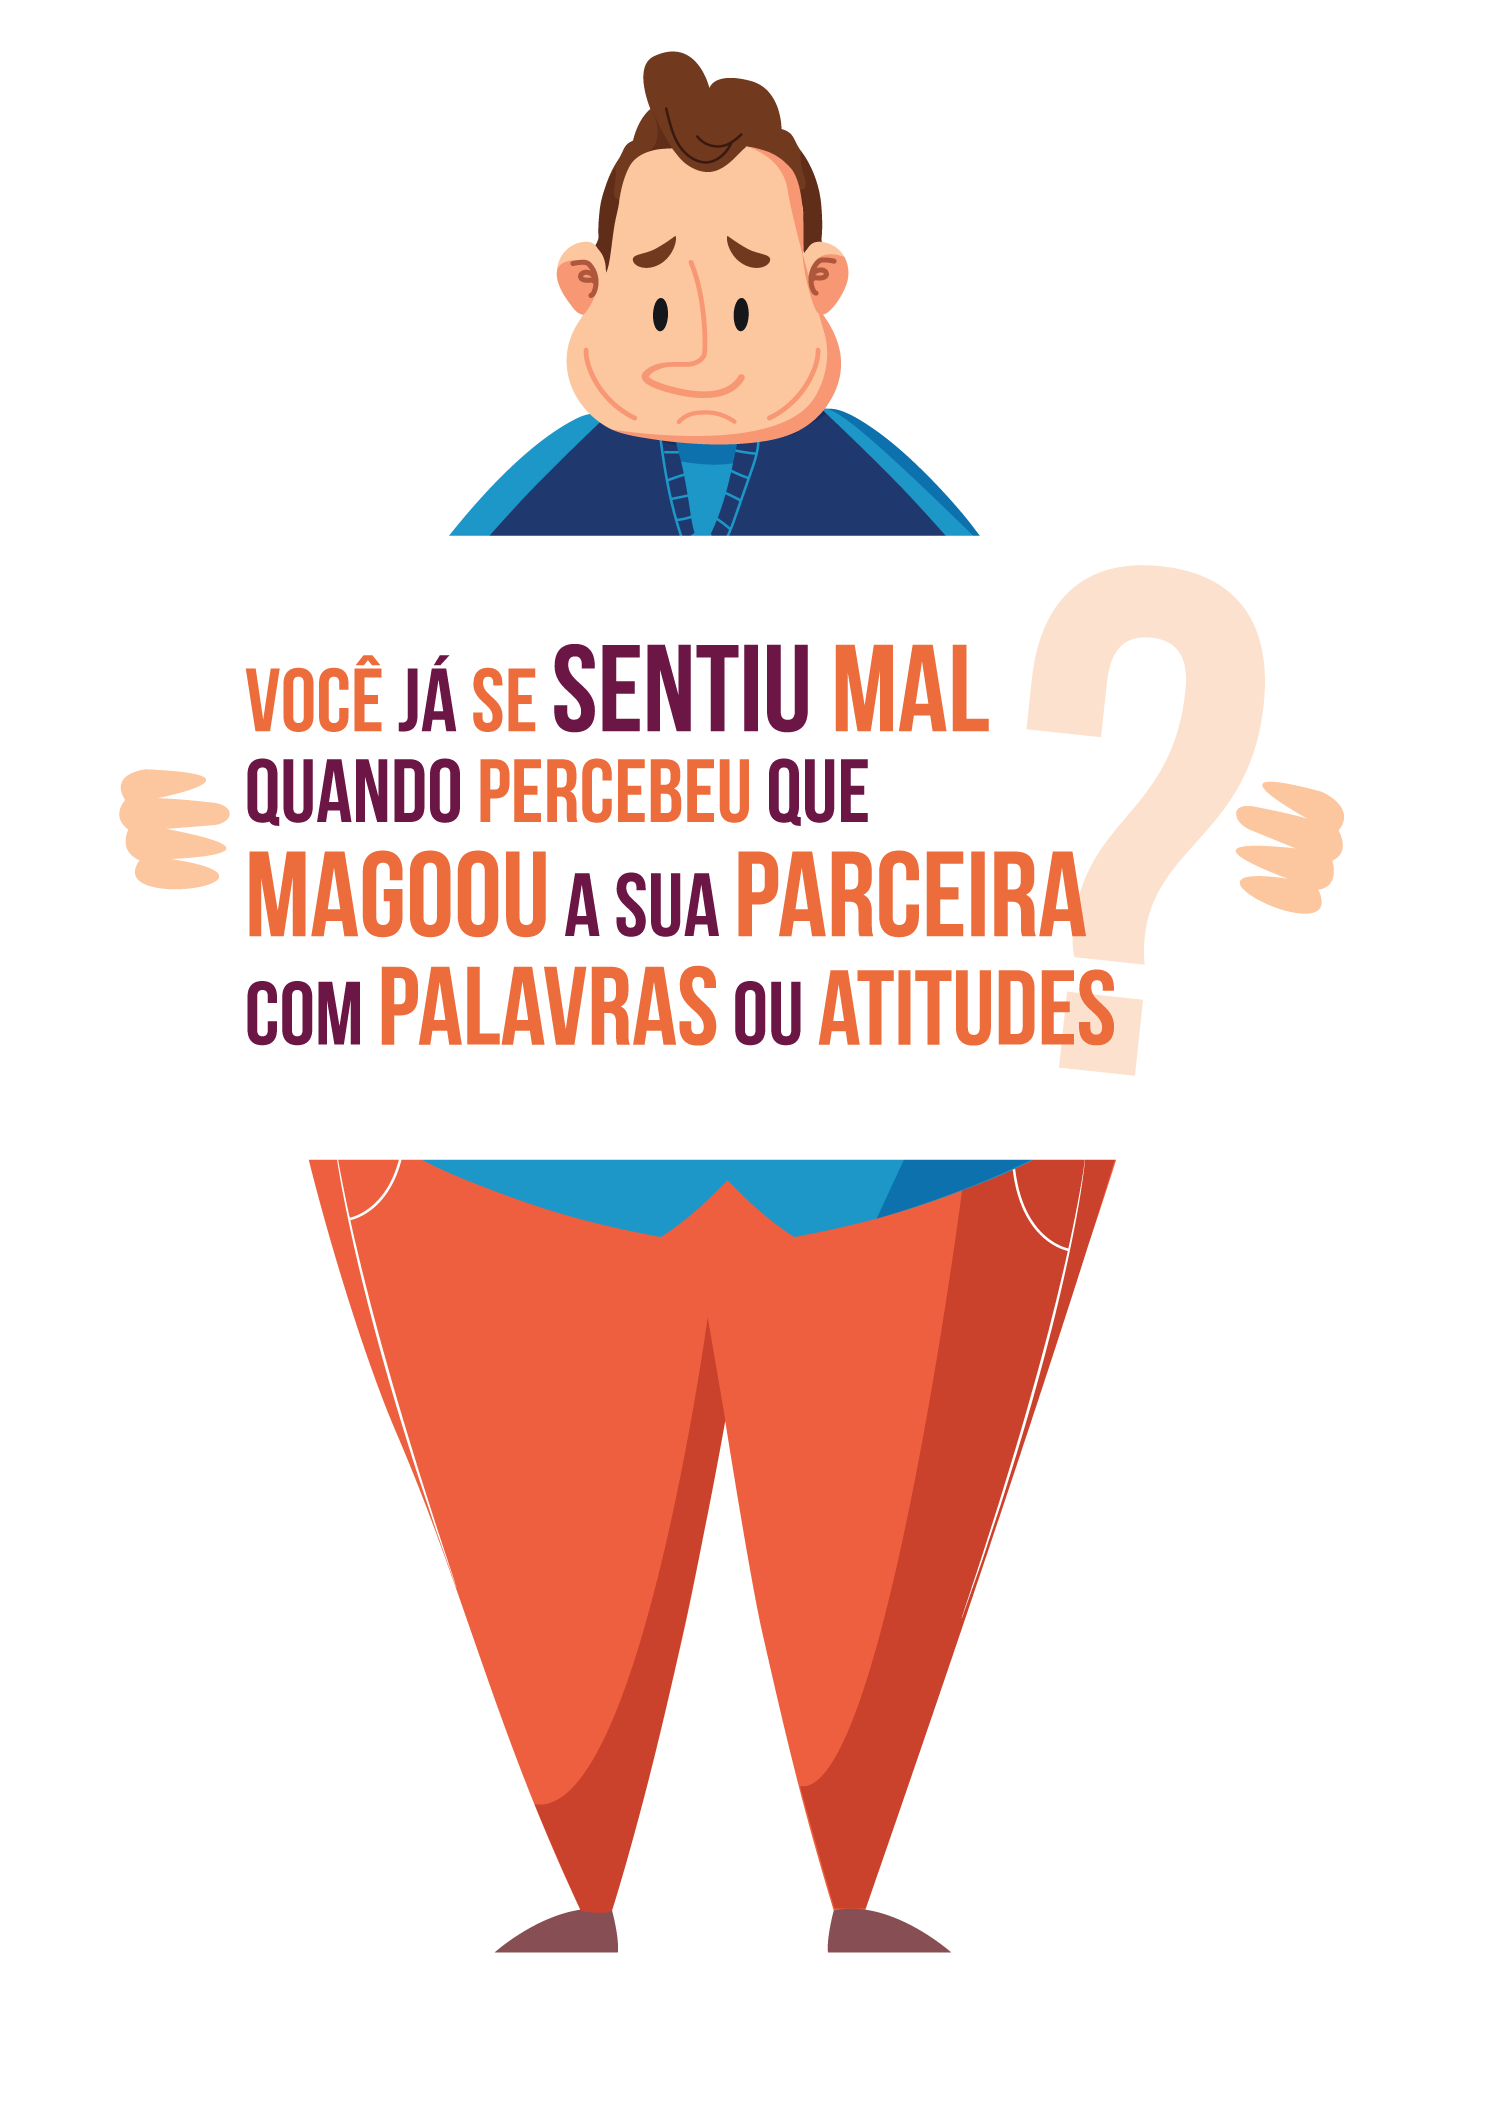 VOCÊ JÁ SE SENTIU MAL
QUANDO PERCEBEU QUE
MAGOOU A SUA PARCEIRA
COM PALAVRAS OU ATITUDES?